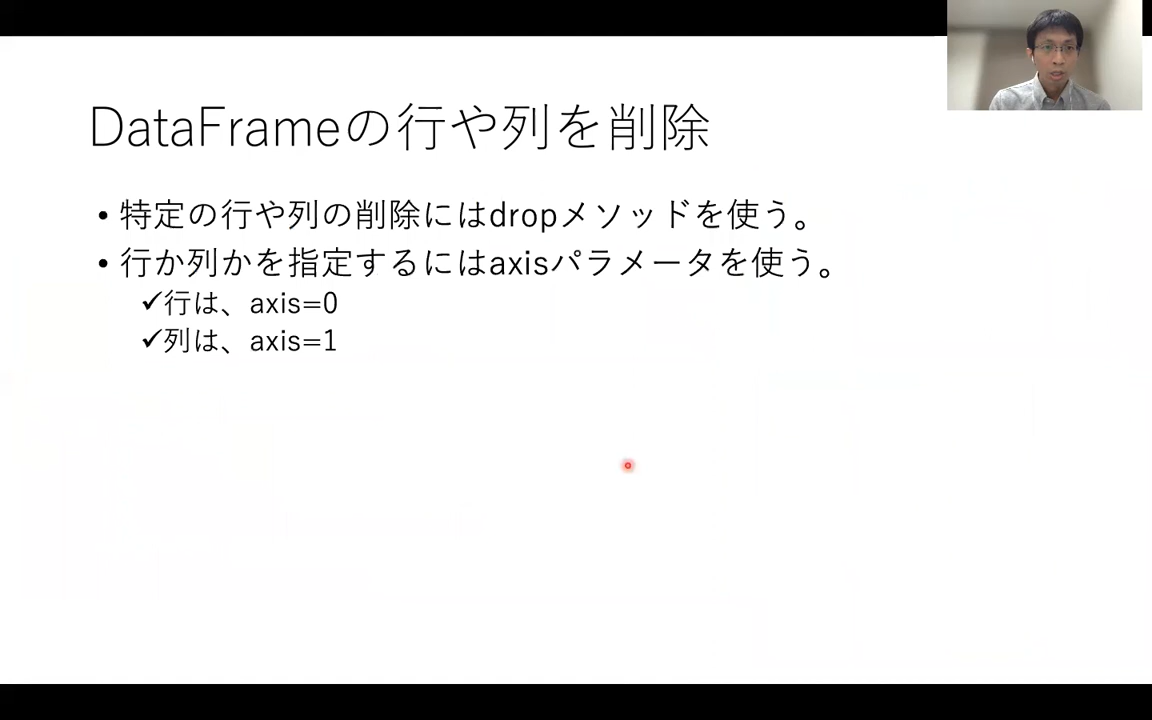 DataFrameの行や列を削除
• 特定の行や列の削除にはdropメソッドを使う。
• 行か列かを指定するにはaxisパラメータを使う。
✓行は、axis=0
✓列は、axis=1